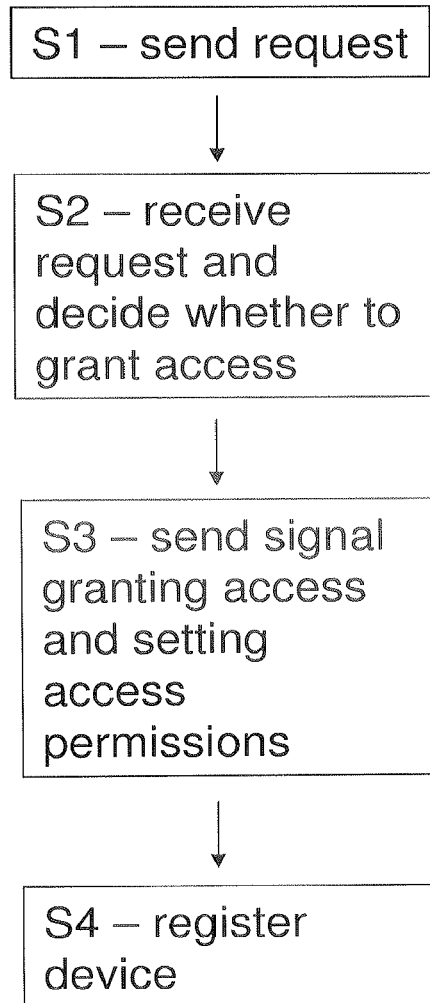 S1 – send request
S2 – receive
request and
decide whether to
grant access
S3 – send signal
granting access
and setting
access
permissions
S4 – register
device